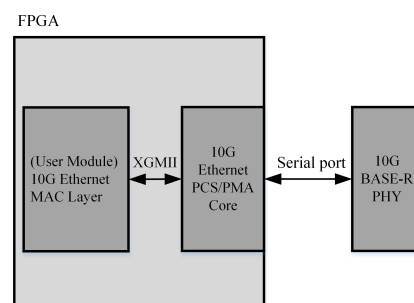 FPGA
(User Module)
10G Ethernet
MAC Layer
XGMII
10G
Ethernet
PCS/PMA
Core
Serial port
10G
BASE-R
PHY